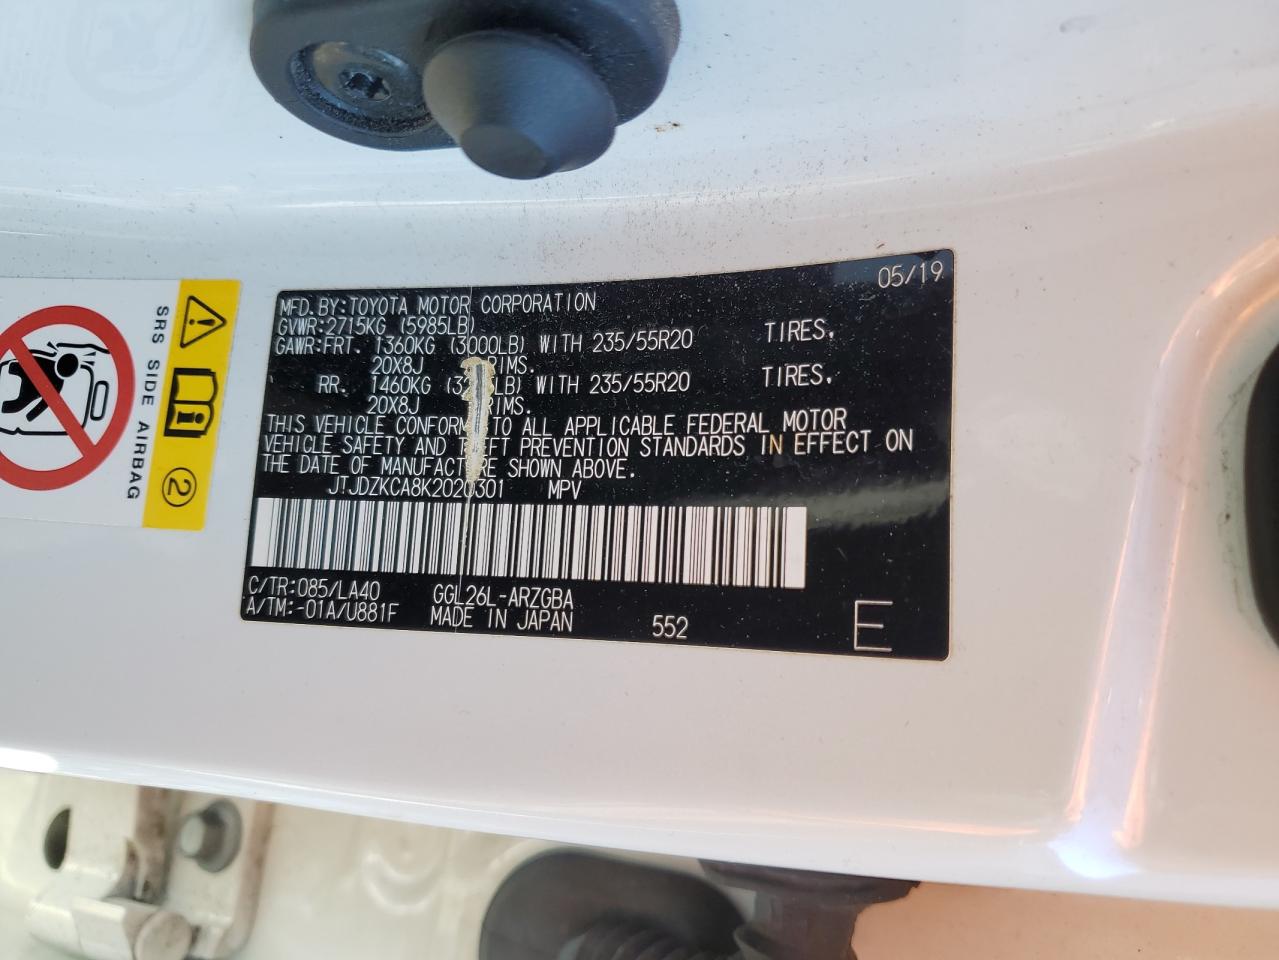 05/19
MFD.BY:TOYOTA MOTOR CORPORATION
GVWR:2715KG (5985LB)
GAWR:FRT. 1360KG (3000LB) WITH 235/55R20 TIRES,
20X8J RIMS.
RR. 1460KG WITH 235/55R20 TIRES,
20X8J RIMS.
THIS VEHICLE CONFORMS TO ALL APPLICABLE FEDERAL MOTOR
VEHICLE SAFETY AND THEFT PREVENTION STANDARDS IN EFFECT ON
THE DATE OF MANUFACTURE SHOWN ABOVE.
JTJDZKCA8K2020301 MPV
C/TR:085/LA40 GGL26L-ARZGBA
A/TM:-01A/U881F MADE IN JAPAN 552 E
SRS SIDE AIRBAG
2